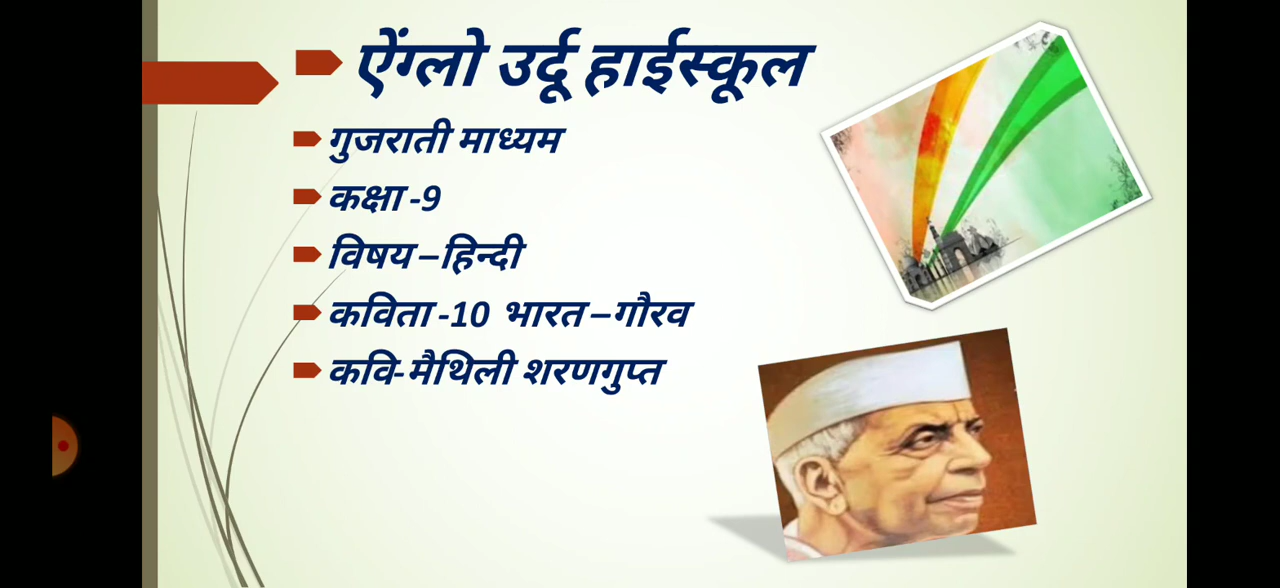 ऐंग्लो उर्दू हाईस्कूल
गुजराती माध्यम
कक्षा -9
विषय – हिन्दी
कविता -10 भारत – गौरव
कवि- मैथिली शरणगुप्त